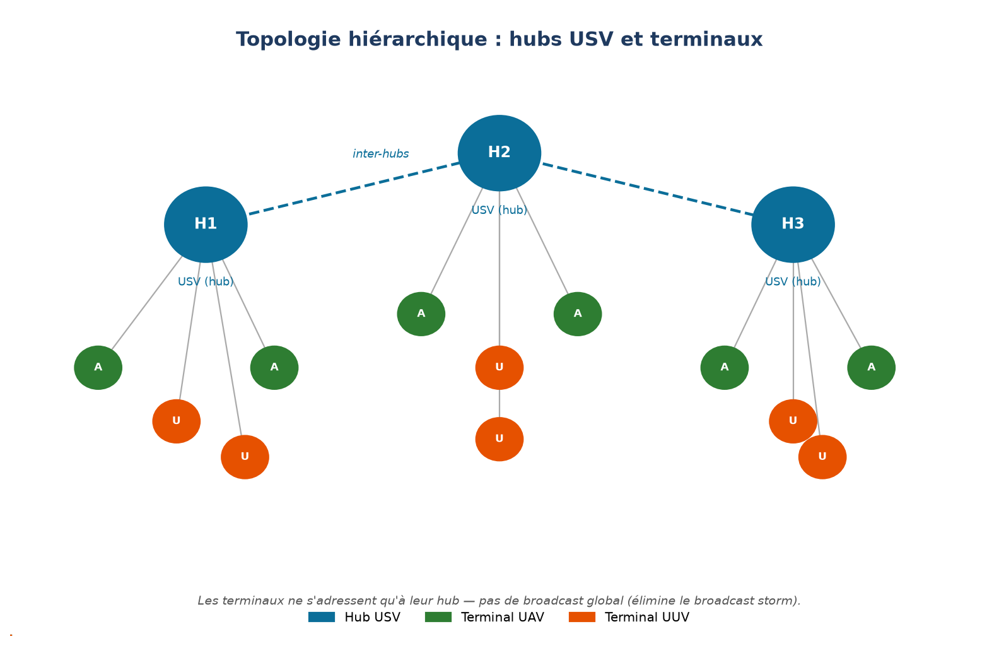 Topologie hiérarchique : hubs USV et terminaux
H2
inter-hubs
USV (hub)
H1
H3
USV (hub)
USV (hub)
A
A
A
A
U
A
A
U
U
U
U
U
Les terminaux ne s'adressent qu'à leur hub — pas de broadcast global (élimine le broadcast storm).
Hub USV
Terminal UAV
Terminal UUV